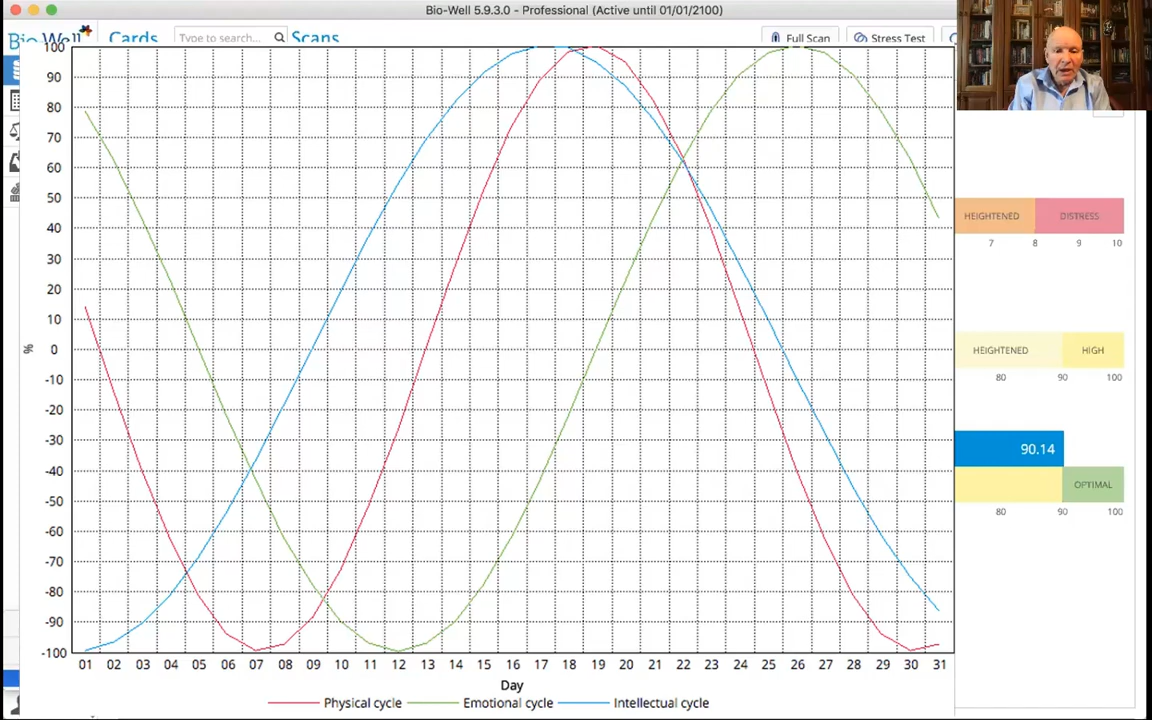 Bio-Well 5.9.3.0 - Professional (Active until 01/01/2100)
Bio Well Cards Type to search... Scans Full Scan Stress Test
100
90
80
70
60
50
40
30
20
10
0
-10
-20
-30
-40
-50
-60
-70
-80
-90
-100
%
01 02 03 04 05 06 07 08 09 10 11 12 13 14 15 16 17 18 19 20 21 22 23 24 25 26 27 28 29 30 31
Day
Physical cycle Emotional cycle Intellectual cycle
HEIGHTENED DISTRESS
7 8 9 10
HEIGHTENED HIGH
80 90 100
90.14
OPTIMAL
80 90 100